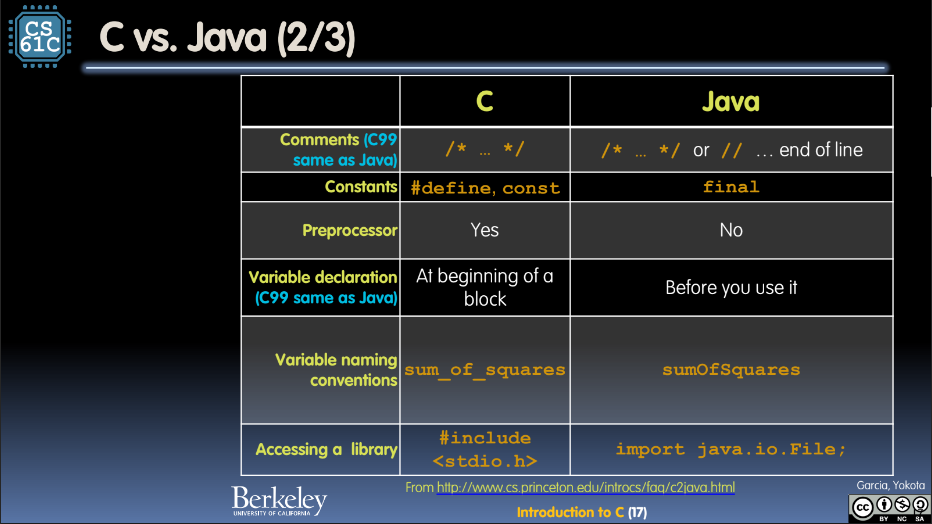 CS
61C
C vs. Java (2/3)
C Java
Comments (C99
same as Java)
/* … */
/* … */ or // … end of line
Constants #define, const final
Preprocessor Yes No
Variable declaration
(C99 same as Java)
At beginning of a
block
Before you use it
Variable naming
conventions
sum_of_squares
sumOfSquares
Accessing a library
#include
<stdio.h>
import java.io.File;
From http://www.cs.princeton.edu/introcs/faq/c2java.html
Berkeley
UNIVERSITY OF CALIFORNIA
Introduction to C (17)
Garcia, Yokota
cc
BY NC SA